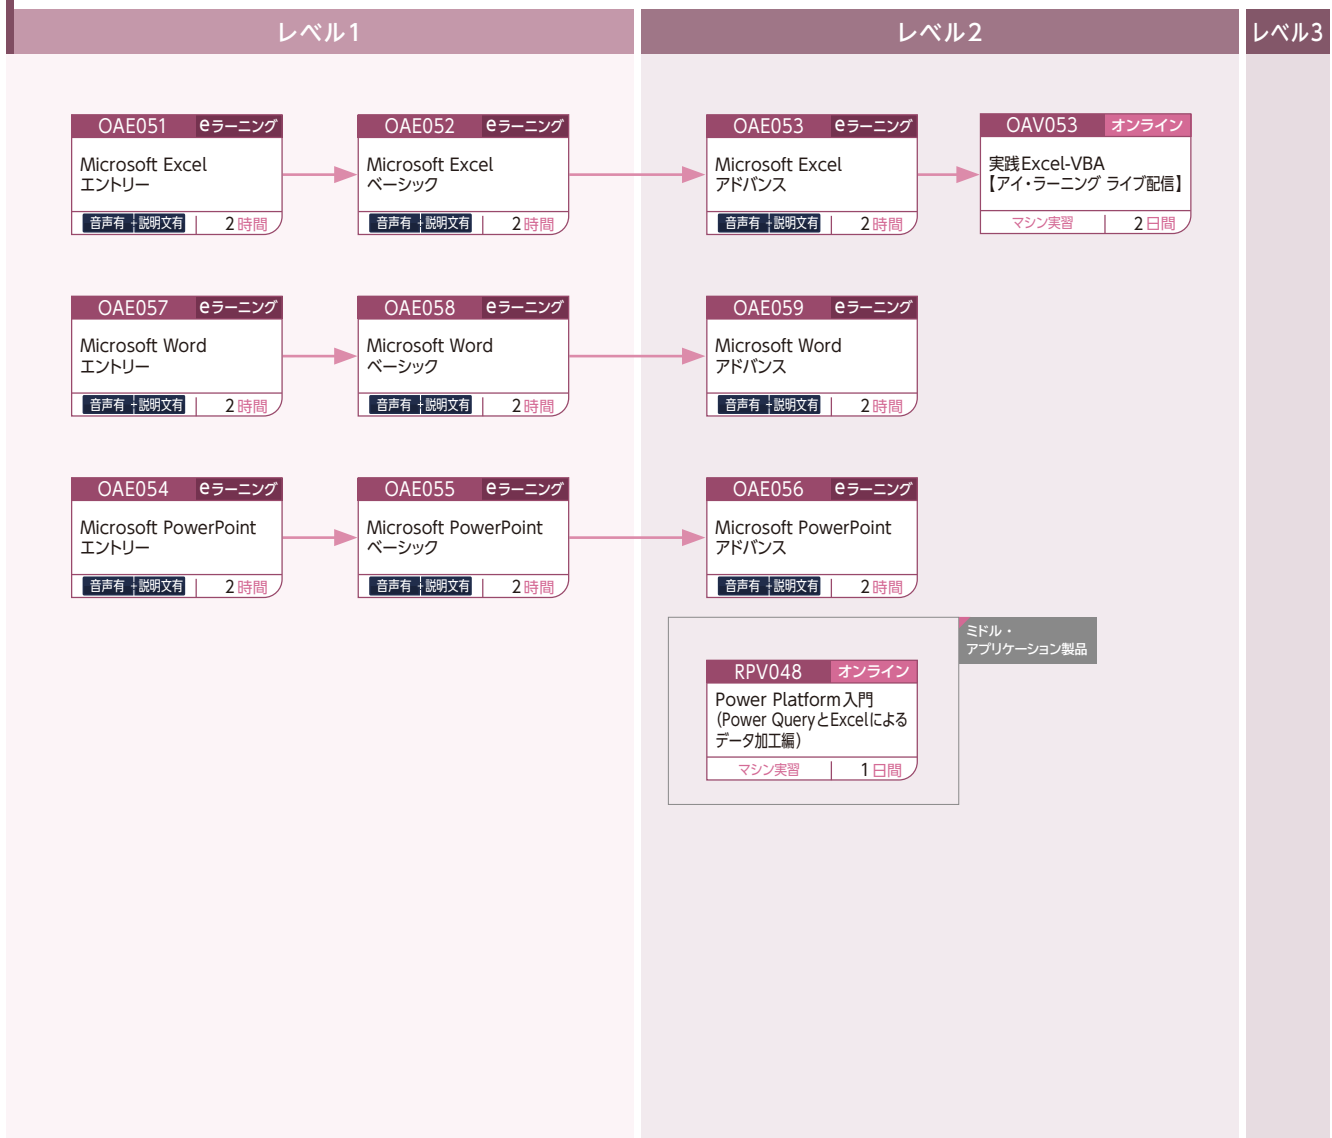 レベル1
レベル2
レベル3
OAE051 eラーニング
Microsoft Excel
エントリー
音声有 + 説明文有 2時間
OAE052 eラーニング
Microsoft Excel
ベーシック
音声有 + 説明文有 2時間
OAE053 eラーニング
Microsoft Excel
アドバンス
音声有 + 説明文有 2時間
OAV053 オンライン
実践Excel-VBA
【アイ・ラーニング ライブ配信】
マシン実習 2日間
OAE057 eラーニング
Microsoft Word
エントリー
音声有 + 説明文有 2時間
OAE058 eラーニング
Microsoft Word
ベーシック
音声有 + 説明文有 2時間
OAE059 eラーニング
Microsoft Word
アドバンス
音声有 + 説明文有 2時間
OAE054 eラーニング
Microsoft PowerPoint
エントリー
音声有 + 説明文有 2時間
OAE055 eラーニング
Microsoft PowerPoint
ベーシック
音声有 + 説明文有 2時間
OAE056 eラーニング
Microsoft PowerPoint
アドバンス
音声有 + 説明文有 2時間
ミドル・
アプリケーション製品
RPV048 オンライン
Power Platform入門
（Power QueryとExcelによる
データ加工編）
マシン実習 1日間